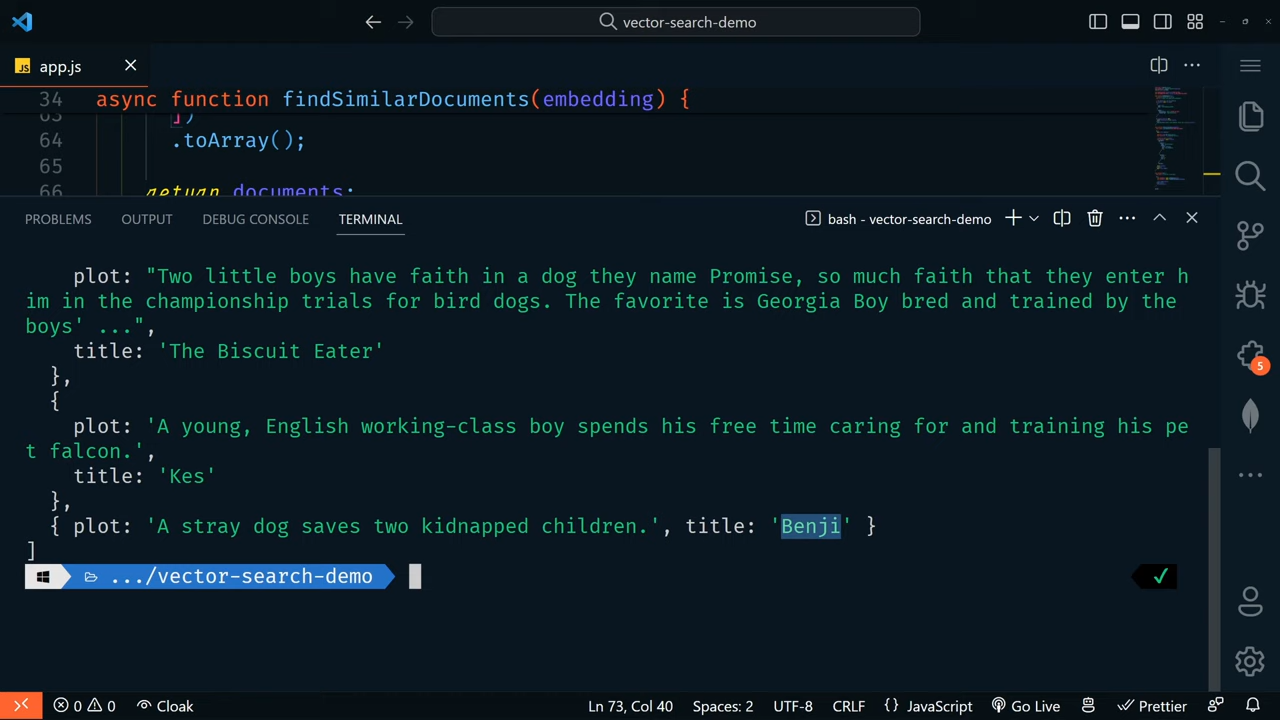 vector-search-demo
JS app.js
34 async function findSimilarDocuments(embedding) {
63 ])
64 .toArray();
65
66 return documents;
PROBLEMS OUTPUT DEBUG CONSOLE TERMINAL bash - vector-search-demo
plot: "Two little boys have faith in a dog they name Promise, so much faith that they enter h
im in the championship trials for bird dogs. The favorite is Georgia Boy bred and trained by the
boys' ...",
title: 'The Biscuit Eater'
},
{
plot: 'A young, English working-class boy spends his free time caring for and training his pe
t falcon.',
title: 'Kes'
},
{ plot: 'A stray dog saves two kidnapped children.', title: 'Benji' }
]
.../vector-search-demo
5
0 0 Cloak Ln 73, Col 40 Spaces: 2 UTF-8 CRLF {} JavaScript Go Live Prettier